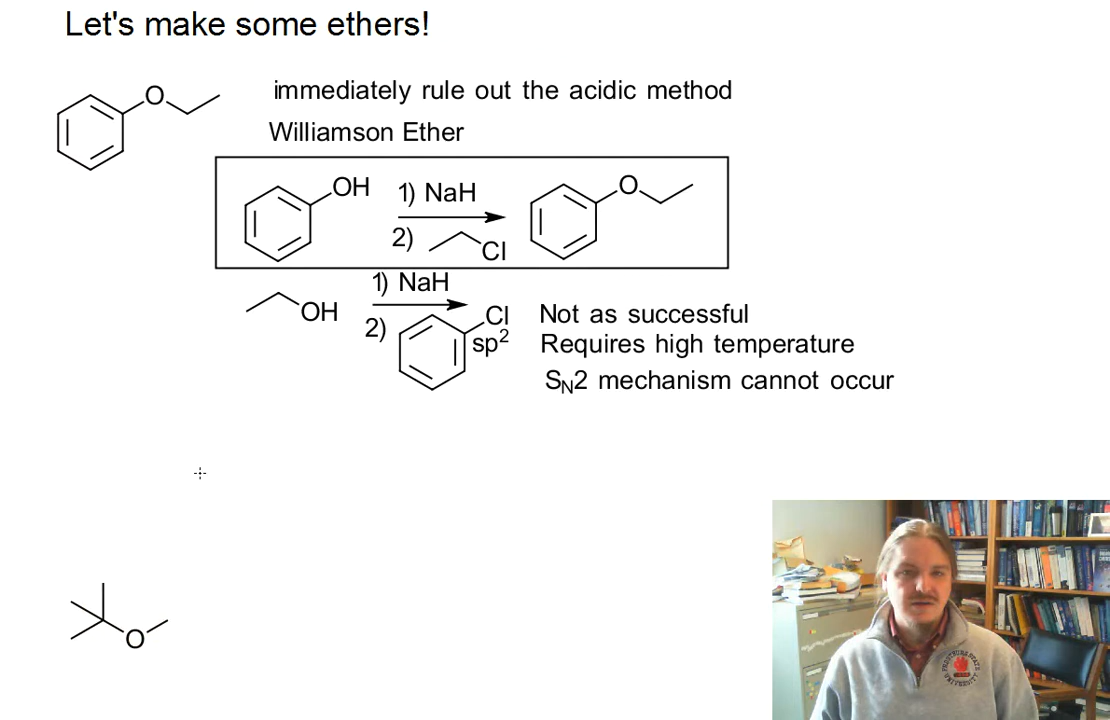 Let's make some ethers!
O
immediately rule out the acidic method
Williamson Ether
OH
1) NaH
2)
Cl
O
OH
1) NaH
2)
Cl
sp2
Not as successful
Requires high temperature
SN2 mechanism cannot occur
O